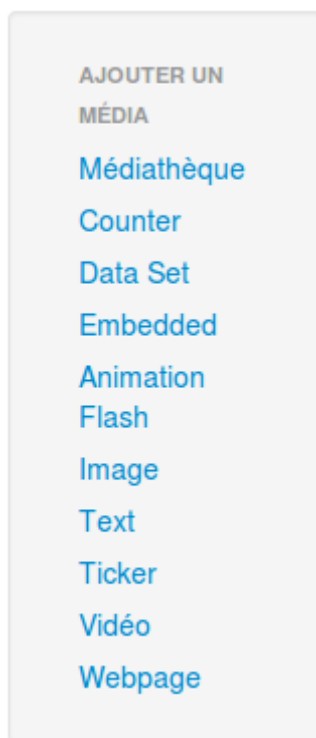 AJOUTER UN
MÉDIA
Médiathèque
Counter
Data Set
Embedded
Animation
Flash
Image
Text
Ticker
Vidéo
Webpage